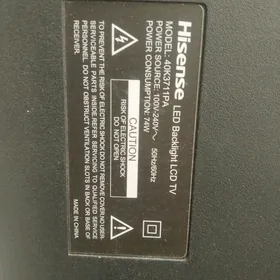 Hisense LED Backlight LCD TV
MODEL: 40K3711PA
POWER SOURCE: 100V-240V~ 50Hz/60Hz
POWER CONSUMPTION: 74W
CAUTION
RISK OF ELECTRIC SHOCK
DO NOT OPEN
TO PREVENT THE RISK OF ELECTRIC SHOCK, DO NOT REMOVE COVER, NO USER-
SERVICEABLE PARTS INSIDE. REFER SERVICING TO QUALIFIED SERVICE
PERSONNEL. DO NOT OBSTRUCT VENTILATION SLOTS IN BACK OR BASE OF
RECEIVER.
MADE IN CHINA